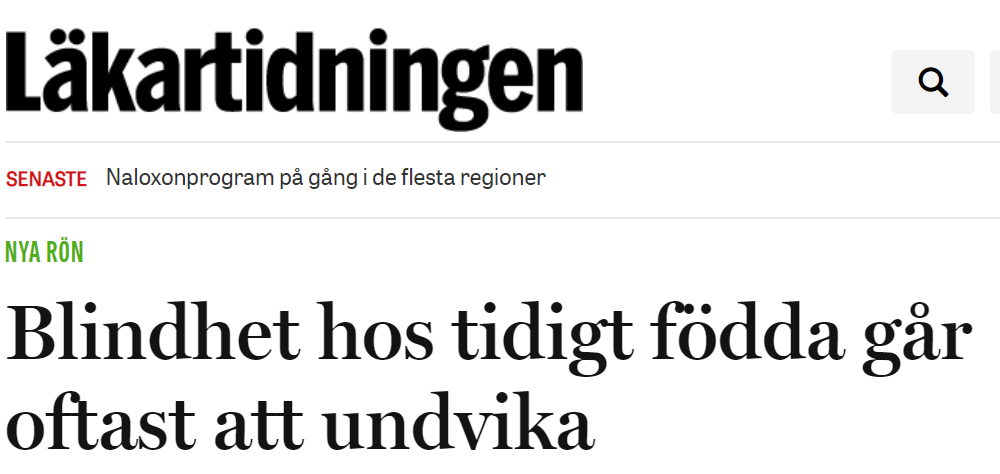 Läkartidningen
SENASTE Naloxonprogram på gång i de flesta regioner
NYA RÖN
Blindhet hos tidigt födda går
oftast att undvika